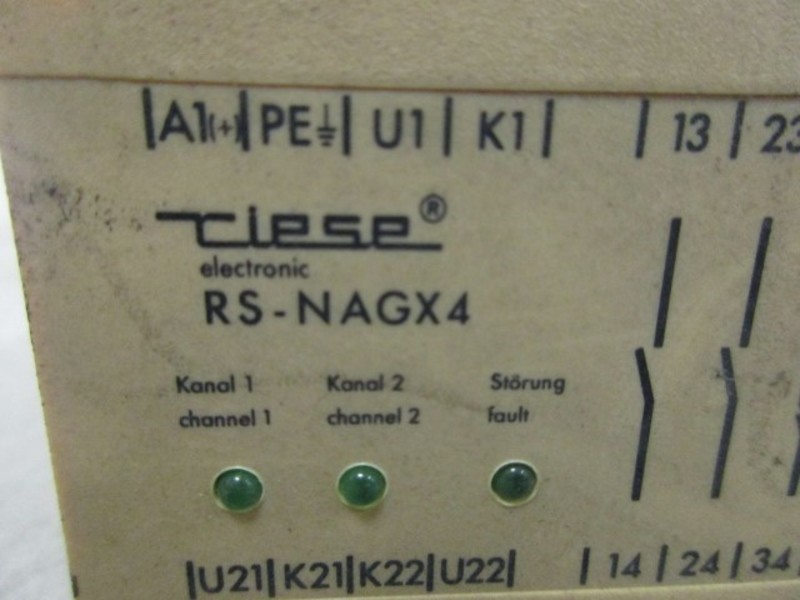 A1(+) PE⏚ U1 K1 13 23
riese®
electronic
RS-NAGX4
Kanal 1 Kanal 2 Störung
channel 1 channel 2 fault
U21 K21 K22 U22 14 24 34